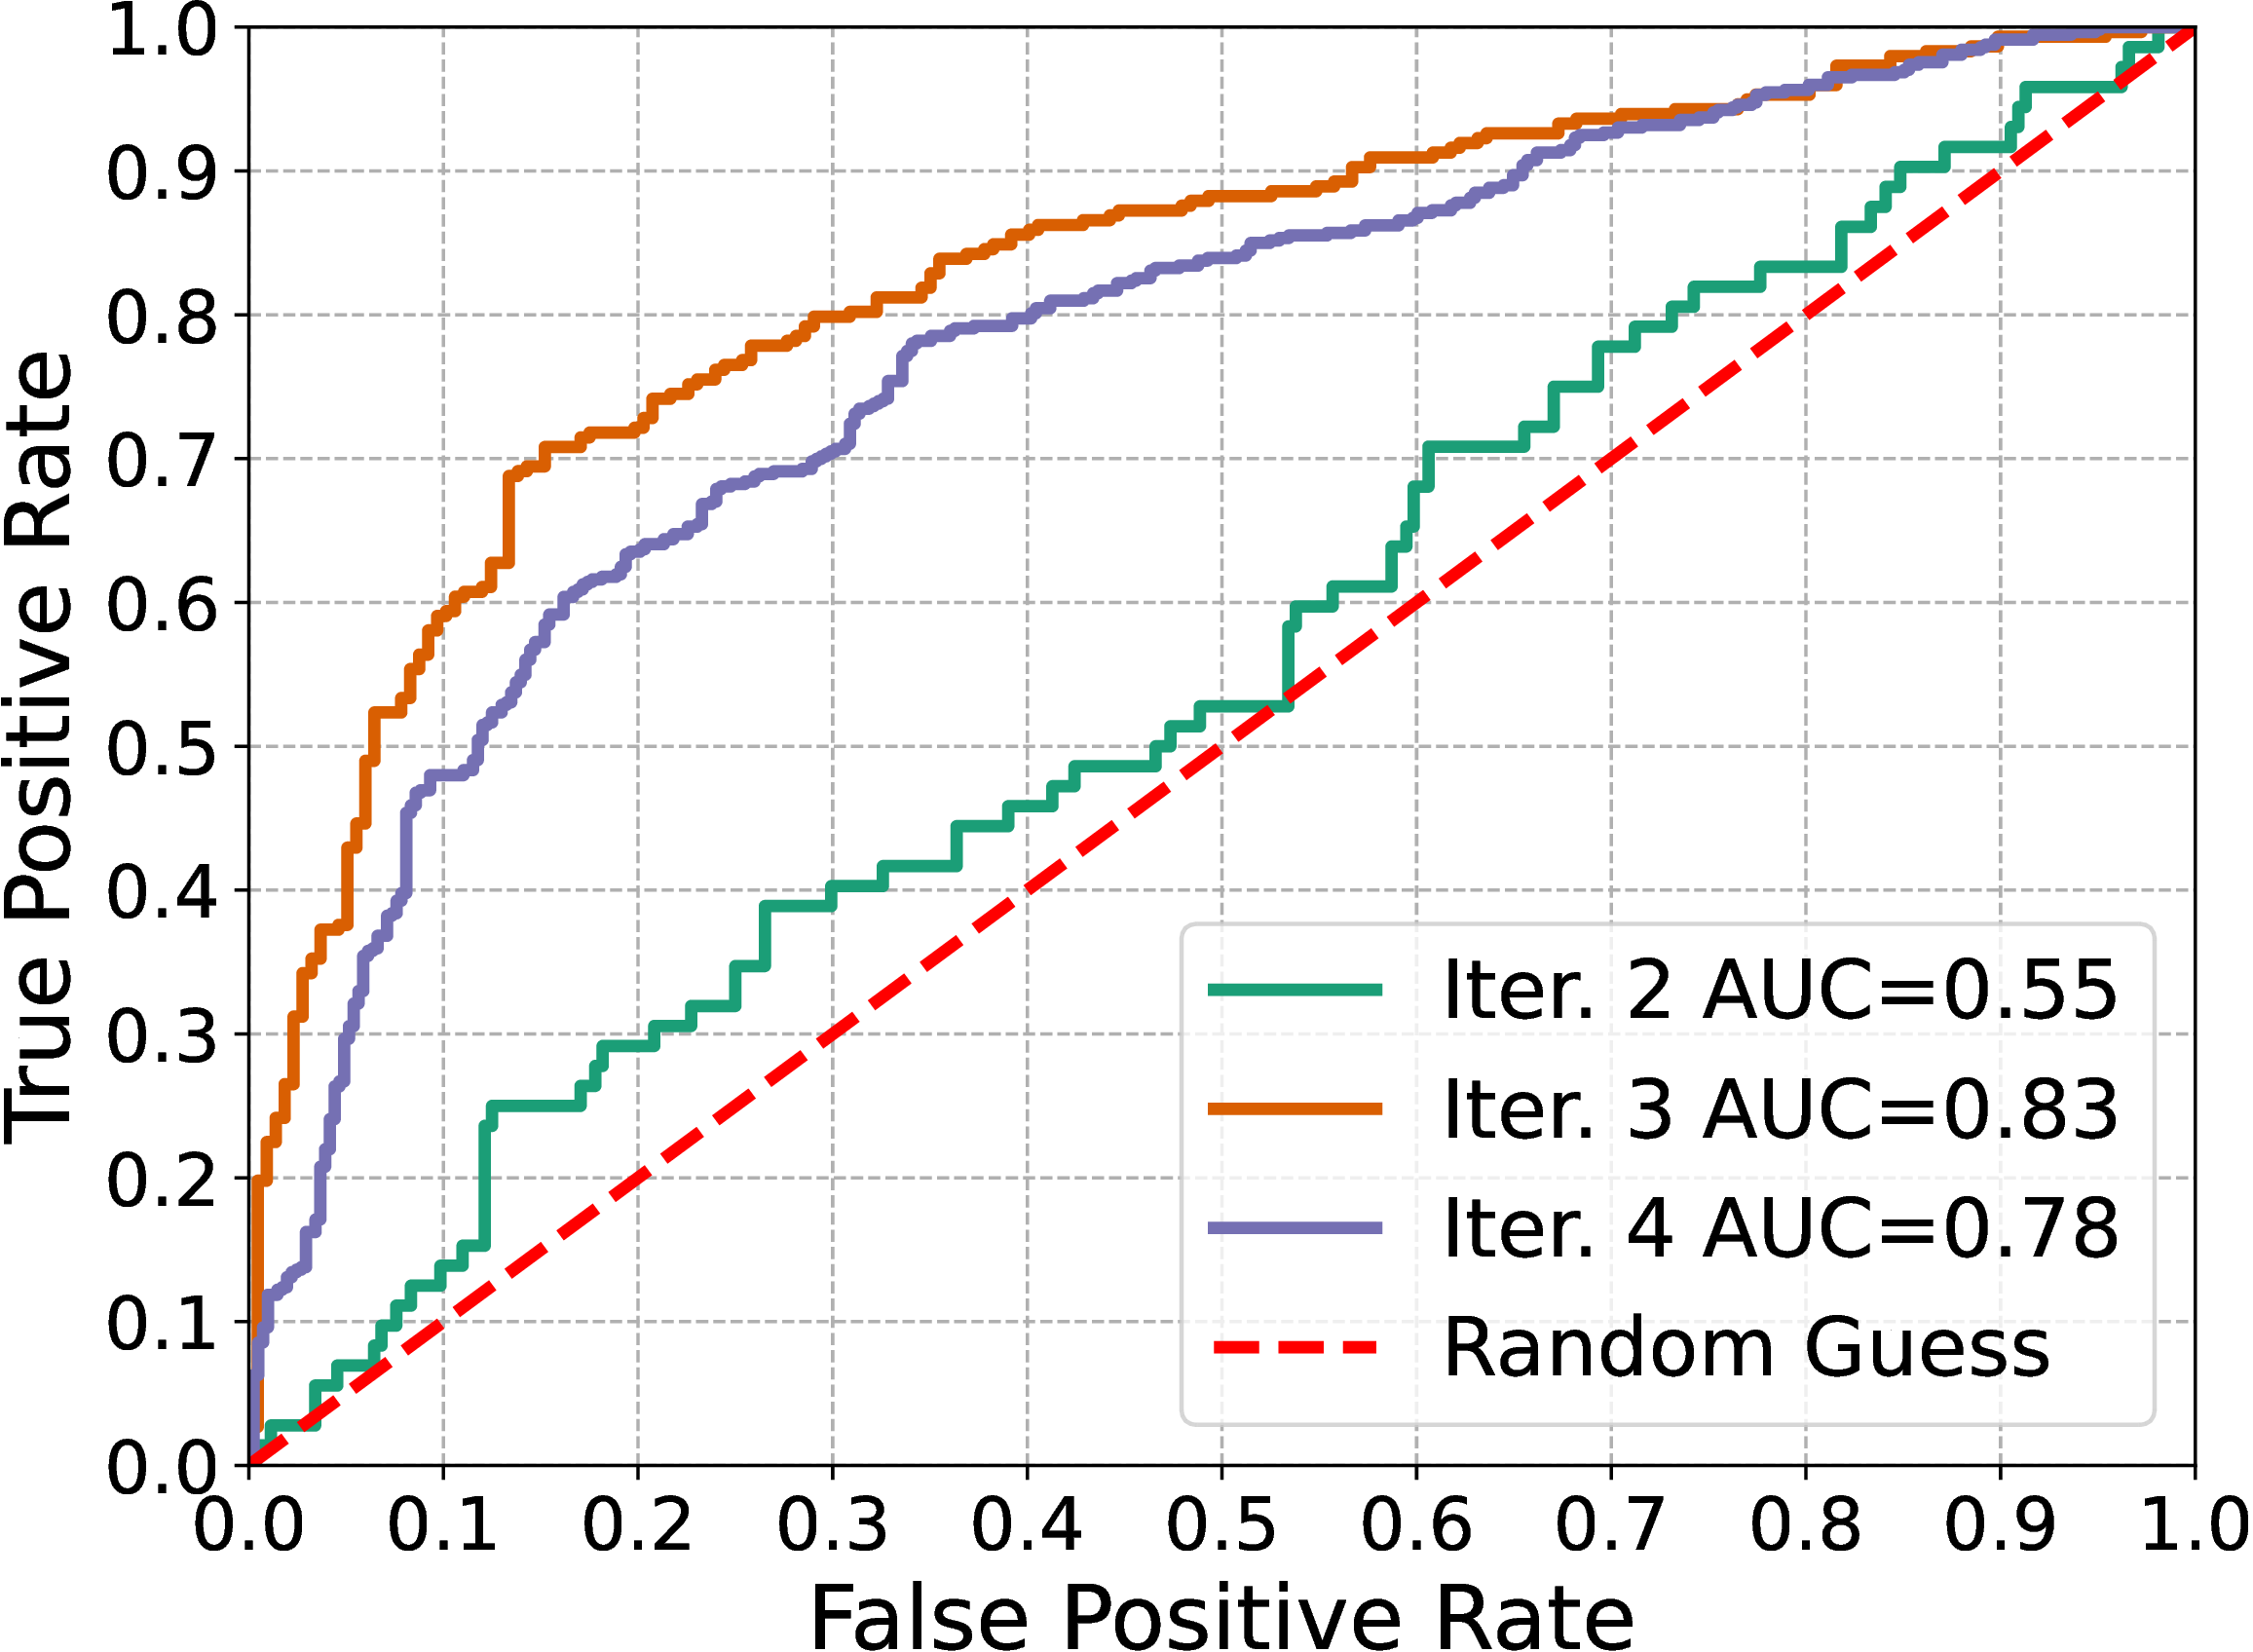 True Positive Rate
1.0
0.9
0.8
0.7
0.6
0.5
0.4
0.3
0.2
0.1
0.0
Iter. 2 AUC=0.55
Iter. 3 AUC=0.83
Iter. 4 AUC=0.78
Random Guess
0.0 0.1 0.2 0.3 0.4 0.5 0.6 0.7 0.8 0.9 1.0
False Positive Rate